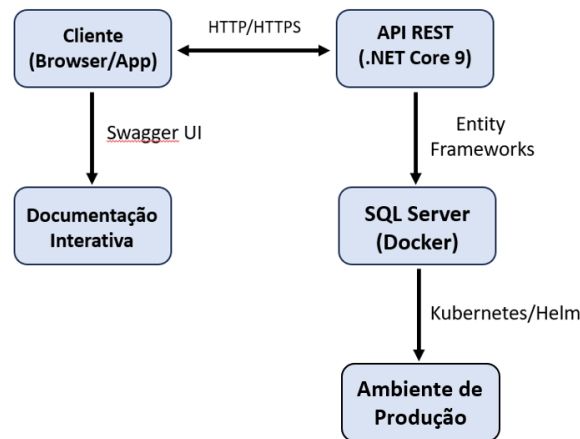 Cliente
(Browser/App)
HTTP/HTTPS
API REST
(.NET Core 9)
Swagger UI
Entity
Frameworks
Documentação
Interativa
SQL Server
(Docker)
Kubernetes/Helm
Ambiente de
Produção